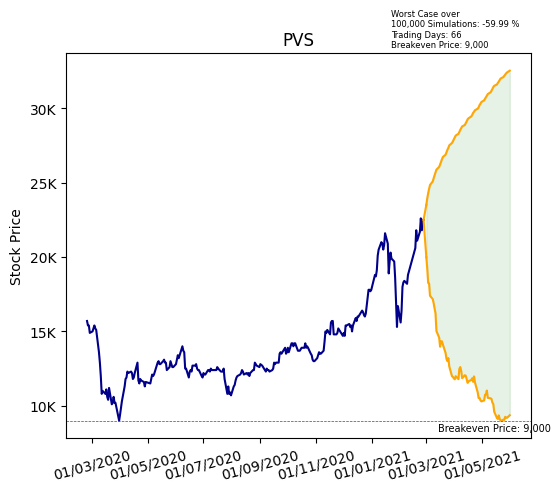 Worst Case over
100,000 Simulations: -59.99 %
Trading Days: 66
Breakeven Price: 9,000
PVS
Stock Price
30K
25K
20K
15K
10K
Breakeven Price: 9,000
01/03/2020 01/05/2020 01/07/2020 01/09/2020 01/11/2020 01/01/2021 01/03/2021 01/05/2021